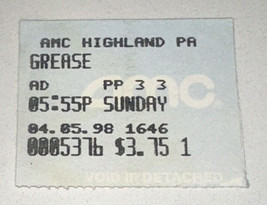 AMC HIGHLAND PA
GREASE
AD PP 3 3
05:55P SUNDAY
amc
04.05.98 1646
0005376 $3.75 1
VOID IF DETACHED